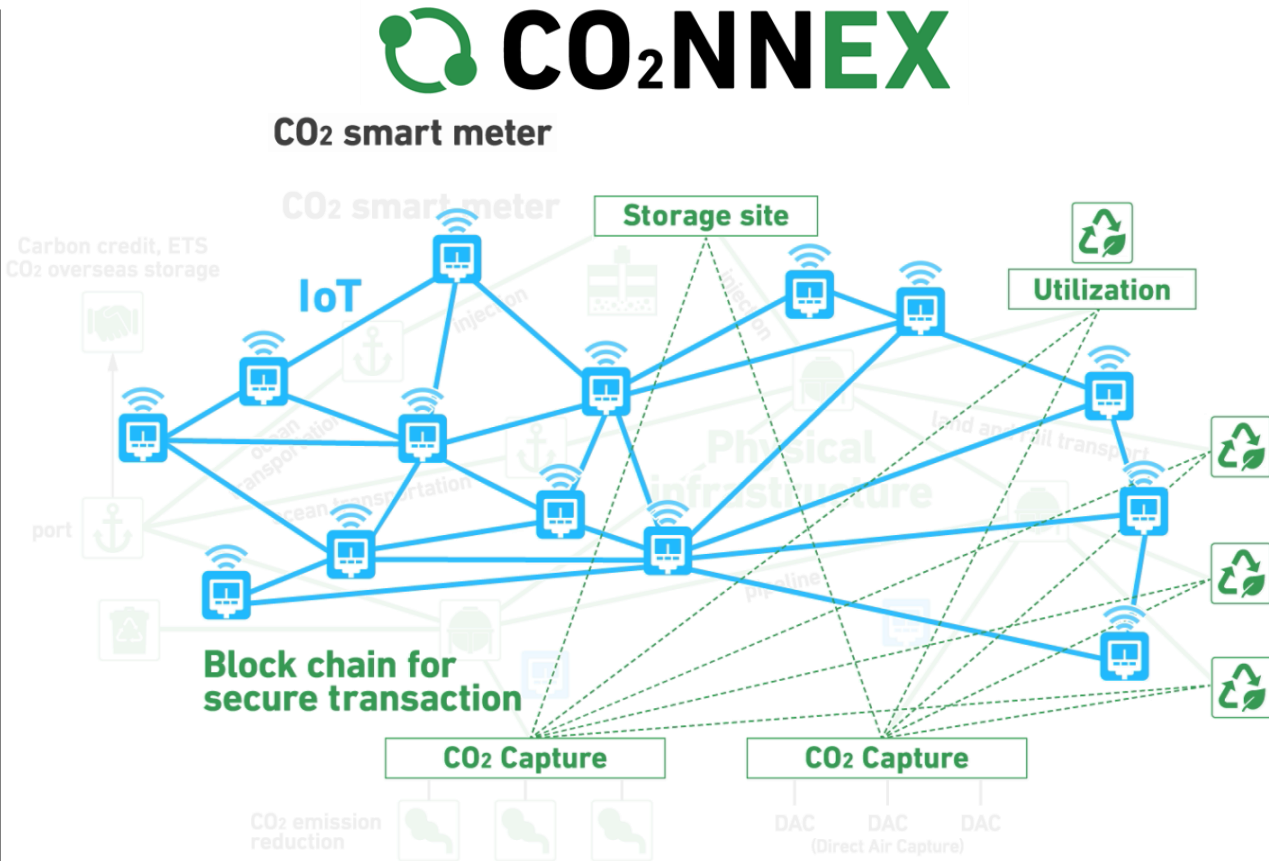 CO₂NNEX
CO₂ smart meter
CO₂ smart meter
Storage site
Carbon credit, ETS
CO₂ overseas storage
Utilization
IoT
injection
injection
ocean
transportation
land and rail transport
Physical
infrastructure
ocean transportation
port
pipeline
Block chain for
secure transaction
CO₂ Capture
CO₂ Capture
CO₂ emission
reduction
DAC
DAC
DAC
(Direct Air Capture)